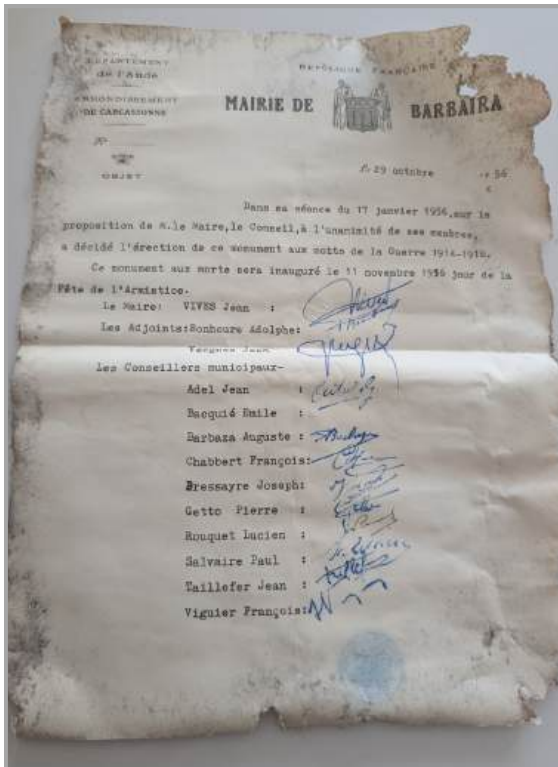 DEPARTEMENT
de l'Aude
ARRONDISSEMENT
DE CARCASSONNE
N°
OBJET
REPUBLIQUE FRANÇAISE
MAIRIE DE BARBAIRA
29 octobre 56
Dans sa séance du 17 janvier 1956,sur la
proposition de M.le Maire,le Conseil,à l'unanimité de ses membres,
a décidé l'érection de ce monument aux morts de la Guerre 1914-1918.
Ce monument aux morts sera inauguré le 11 novembre 1956 jour de la
Fête de l'Armistice.
Le Maire: VIVES Jean :
Les Adjoints:Bonhoure Adolphe:
Jean
Les Conseillers municipaux-
Adel Jean :
Bacquié Emile :
Barbaza Auguste :
Chabbert François:
Bressayre Joseph:
Getto Pierre :
Rouquet Lucien :
Salvaire Paul :
Taillefer Jean :
Viguier François: